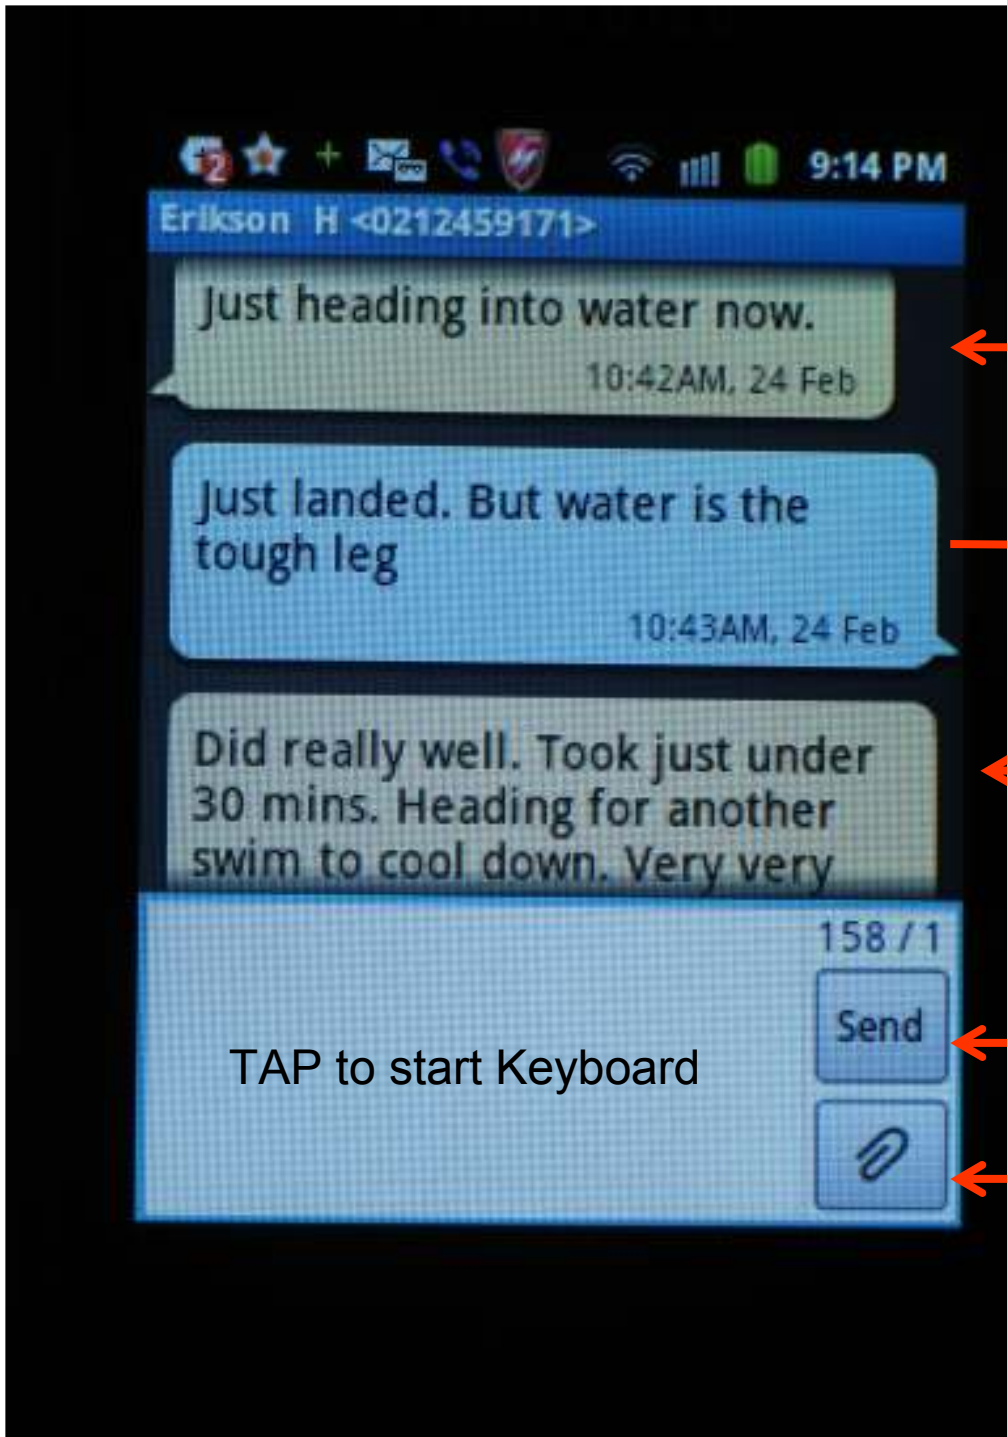 2
9:14 PM
Erikson H <0212459171>
Just heading into water now.
10:42AM, 24 Feb
Just landed. But water is the
tough leg
10:43AM, 24 Feb
Did really well. Took just under
30 mins. Heading for another
swim to cool down. Very very
158 / 1
Send
TAP to start Keyboard